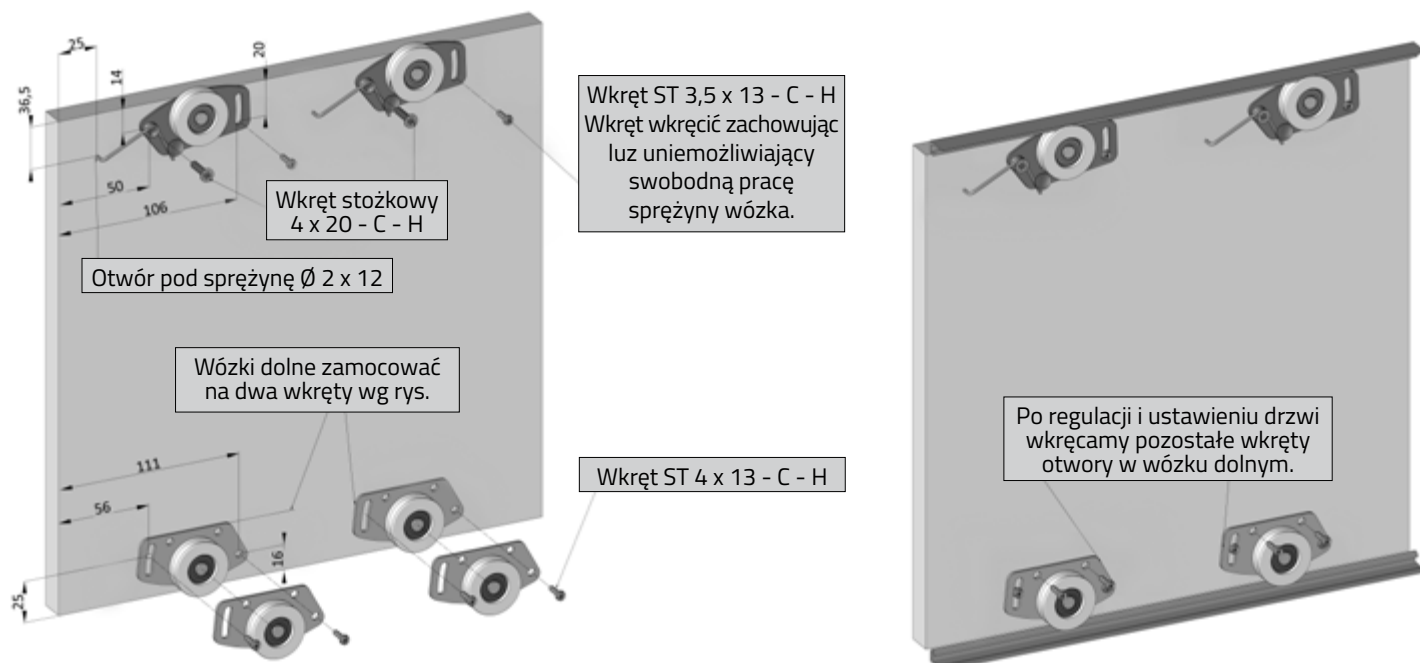 25
20
14
36,5
50
106
Wkręt ST 3,5 x 13 - C - H
Wkręt wkręcić zachowując
luz uniemożliwiający
swobodną pracę
sprężyny wózka.
Wkręt stożkowy
4 x 20 - C - H
Otwór pod sprężynę Ø 2 x 12
Wózki dolne zamocować
na dwa wkręty wg rys.
111
56
16
25
Wkręt ST 4 x 13 - C - H
Po regulacji i ustawieniu drzwi
wkręcamy pozostałe wkręty
otwory w wózku dolnym.